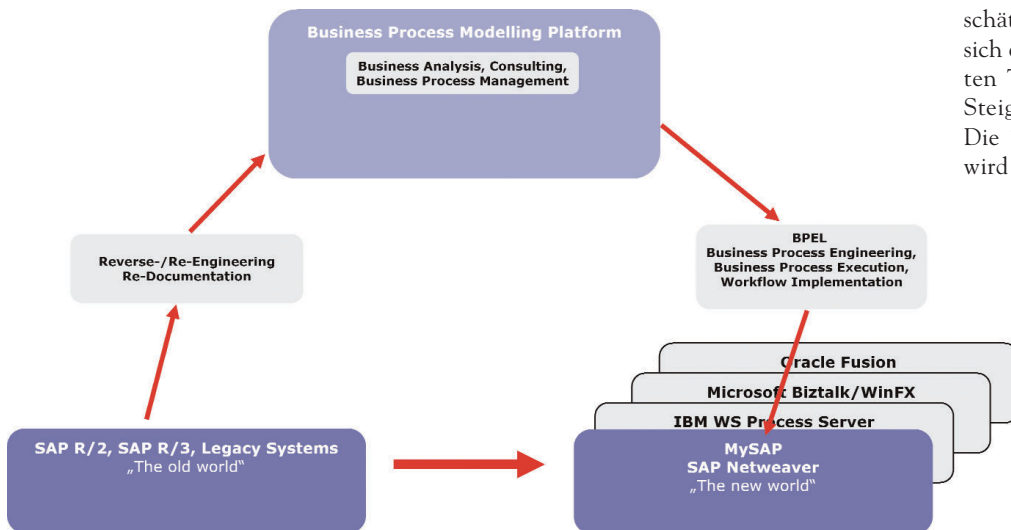 Business Process Modelling Platform
Business Analysis, Consulting,
Business Process Management
Reverse-/Re-Engineering
Re-Documentation
BPEL
Business Process Engineering,
Business Process Execution,
Workflow Implementation
Oracle Fusion
Microsoft Biztalk/WinFX
IBM WS Process Server
SAP R/2, SAP R/3, Legacy Systems
„The old world“
MySAP
SAP Netweaver
„The new world“
sich
ten
Steig
Die
wird